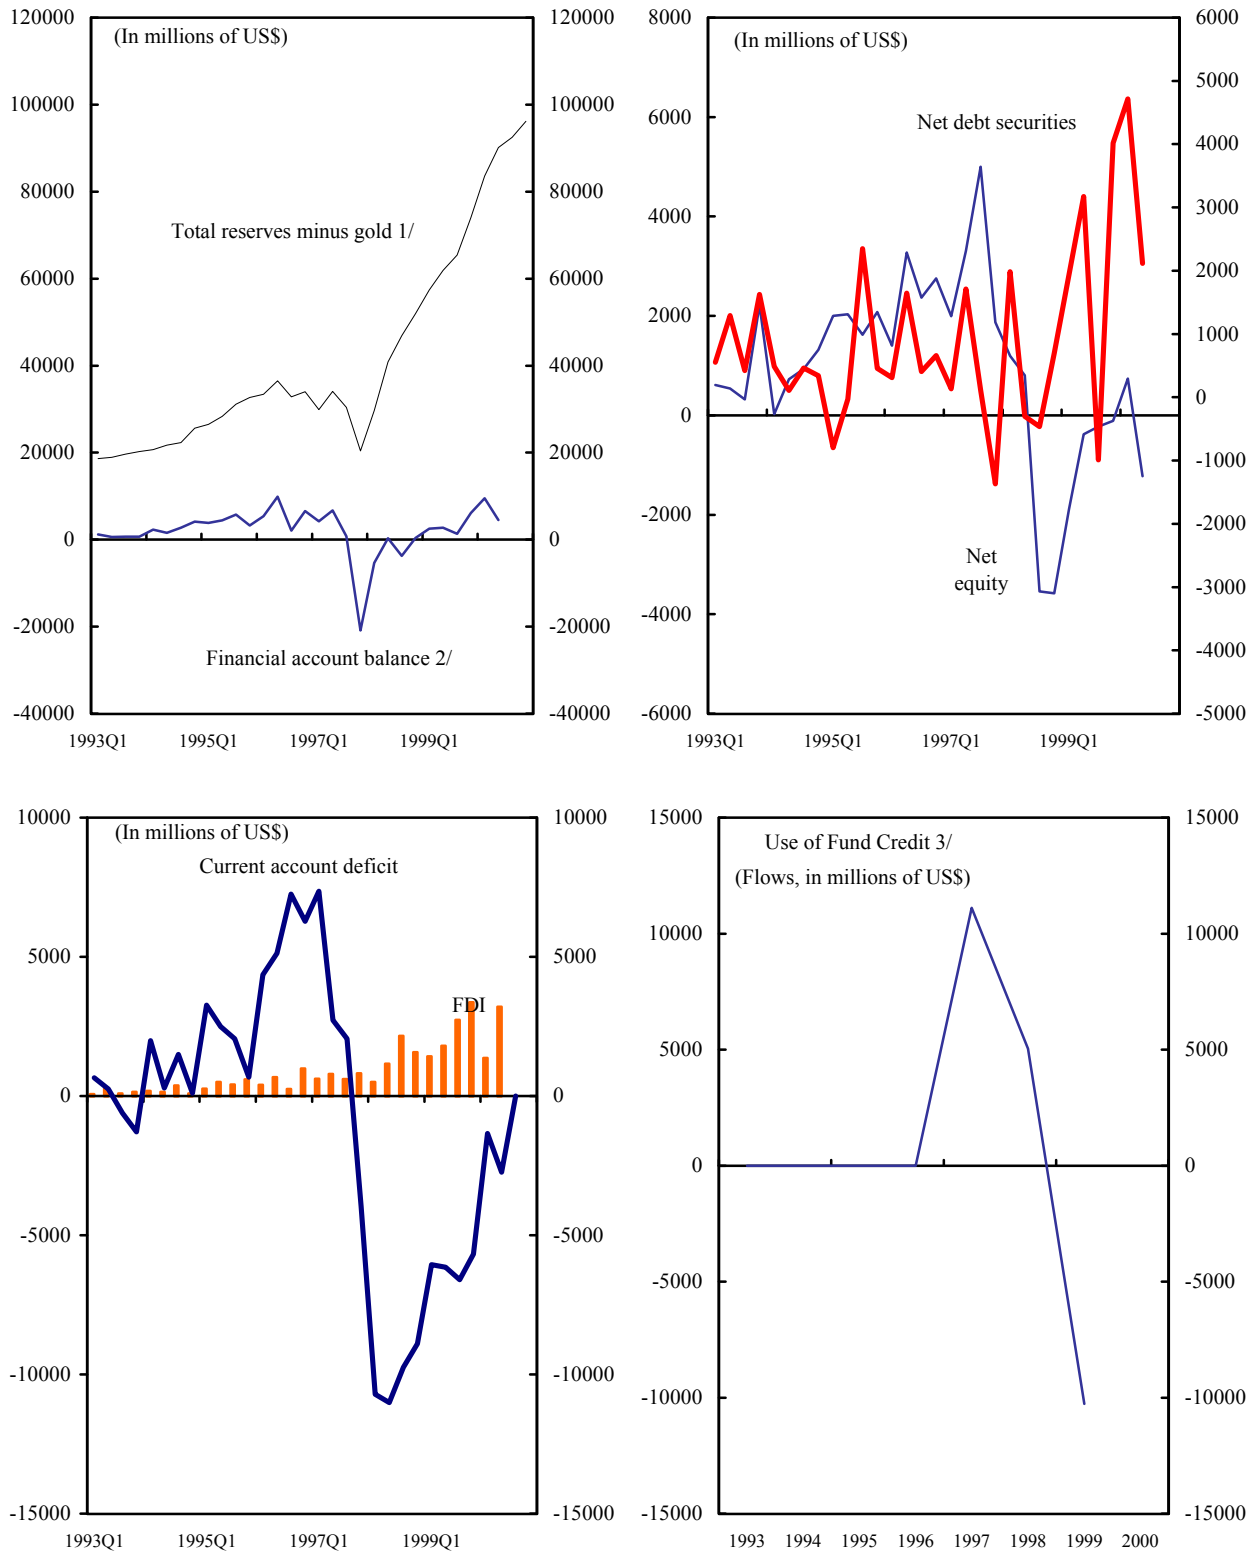 120000 120000
(In millions of US$)
100000 100000
80000 80000
Total reserves minus gold 1/
60000 60000
40000 40000
20000 20000
0 0
-20000 -20000
Financial account balance 2/
-40000 -40000
1993Q1 1995Q1 1997Q1 1999Q1
8000 6000
(In millions of US$)
5000
6000
Net debt securities
4000
4000
3000
2000
2000
1000
0
0
-1000
-2000
-2000
Net
equity
-3000
-4000
-4000
-6000 -5000
1993Q1 1995Q1 1997Q1 1999Q1
10000 10000
(In millions of US$)
Current account deficit
5000 5000
FDI
0 0
-5000 -5000
-10000 -10000
-15000 -15000
1993Q1 1995Q1 1997Q1 1999Q1
15000 15000
Use of Fund Credit 3/
(Flows, in millions of US$)
10000 10000
5000 5000
0 0
-5000 -5000
-10000 -10000
-15000 -15000
1993 1994 1995 1996 1997 1998 1999 2000